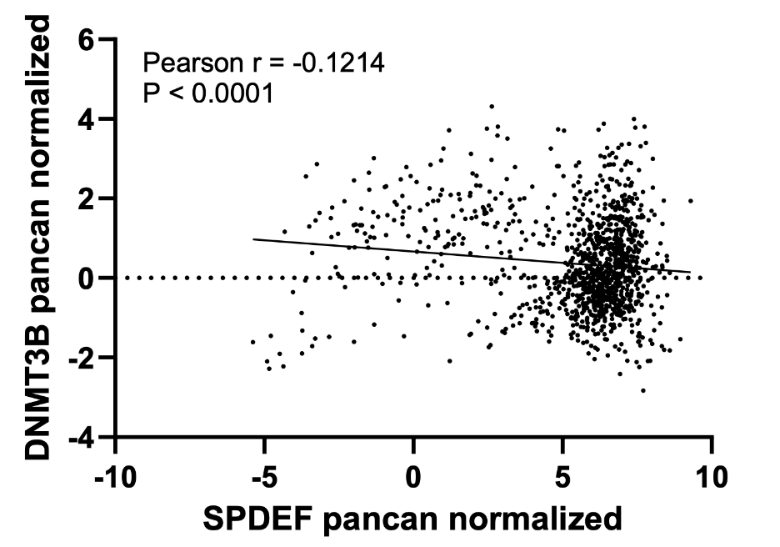 DNMT3B pancan normalized
Pearson r = -0.1214
P < 0.0001
6
4
2
0
-2
-4
-10
-5
0
5
10
SPDEF pancan normalized